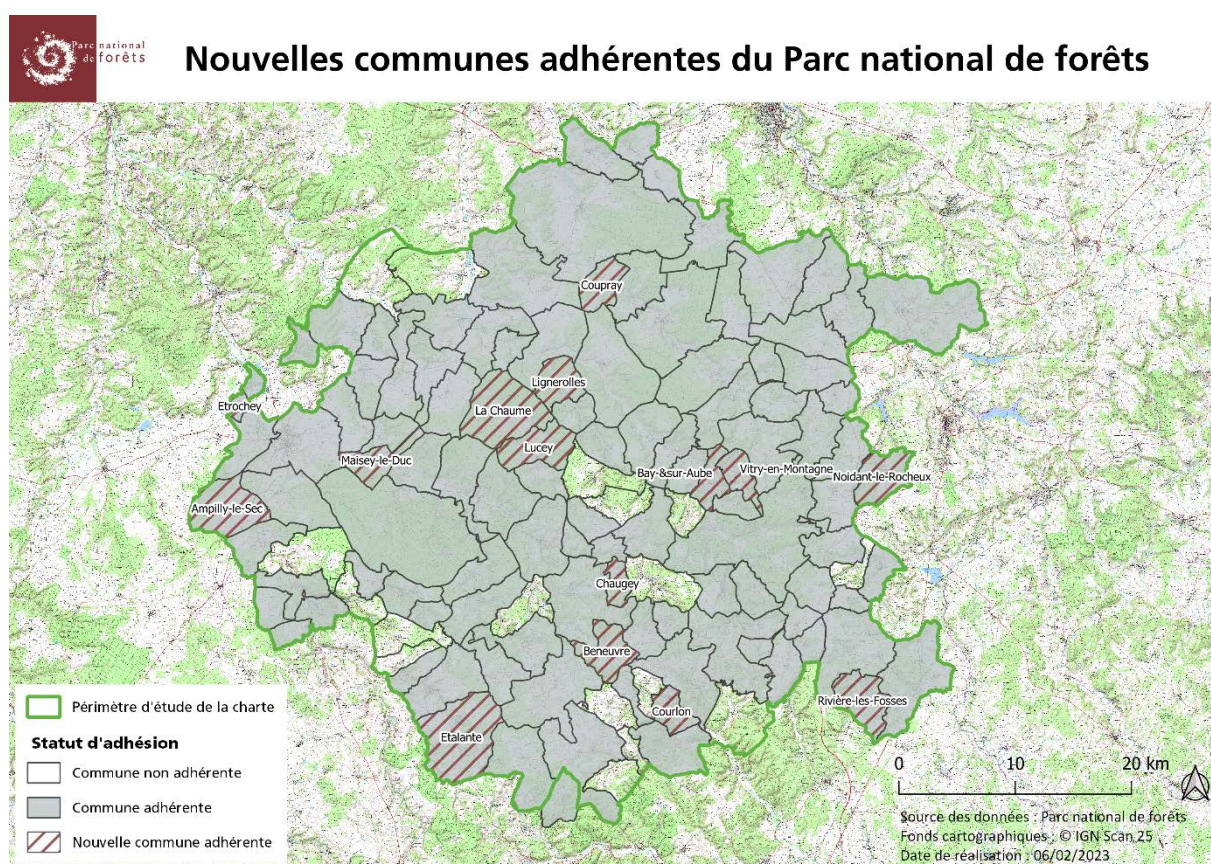 Parc national
de forêts
Nouvelles communes adhérentes du Parc national de forêts
Coupray
Lignerolles
Etrochey
La Chaume
Lucey
Maisey-le-Duc
Bay-&sur-Aube
Vitry-en-Montagne
Noidant-le-Rocheux
Ampilly-le-Sec
Chaugey
Beneuvre
Rivière-les-Fosses
Courlon
Etalante
Périmètre d'étude de la charte
Statut d'adhésion
Commune non adhérente
Commune adhérente
Nouvelle commune adhérente
0 10 20 km
Source des données : Parc national de forêts
Fonds cartographiques : © IGN Scan 25
Date de réalisation : 06/02/2023